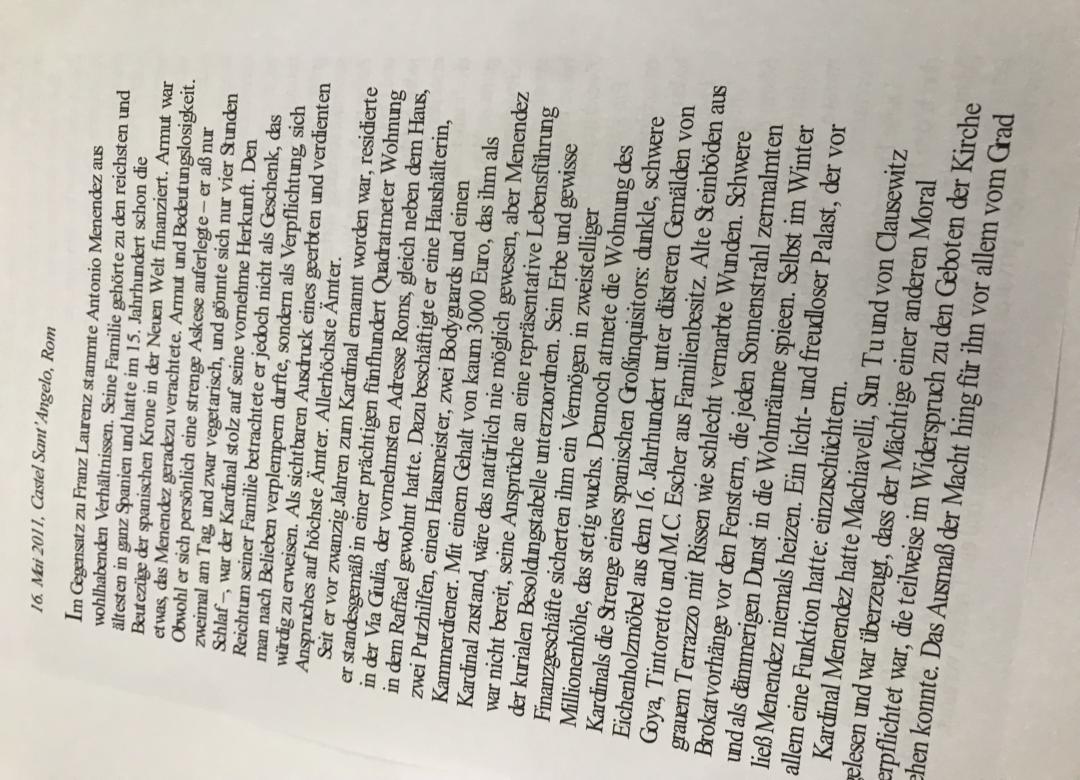 16. Mai 2011, Castel Sant' Angelo, Rom
Im Gegensatz zu Franz Laurenz stammte Antonio Menendez aus
wohlhabenden Verhältnissen. Seine Familie gehörte zu den reichsten und
ältesten in ganz Spanien und hatte im 15. Jahrhundert schon die
Beutezüge der spanischen Krone in der Neuen Welt finanziert. Armut war
etwas, das Menendez geradezu verachtete. Armut und Bedeutungslosigkeit.
Obwohl er sich persönlich eine strenge Askese auferlegte – er aß nur
zweimal am Tag, und zwar vegetarisch, und gönnte sich nur vier Stunden
Schlaf –, war der Kardinal stolz auf seine vornehme Herkunft. Den
Reichtum seiner Familie betrachtete er jedoch nicht als Geschenk, das
man nach Belieben verplempern durfte, sondern als Verpflichtung, sich
würdig zu erweisen. Als sichtbaren Ausdruck eines geerbten und verdienten
Anspruches auf höchste Ämter. Allerhöchste Ämter.
Seit er vor zwanzig Jahren zum Kardinal ernannt worden war, residierte
er standesgemäß in einer prächtigen fünfhundert Quadratmeter Wohnung
in der Via Giulia, der vornehmsten Adresse Roms, gleich neben dem Haus,
in dem Raffael gewohnt hatte. Dazu beschäftigte er eine Haushälterin,
zwei Putzhilfen, einen Hausmeister, zwei Bodyguards und einen
Kammerdiener. Mit einem Gehalt von kaum 3000 Euro, das ihm als
Kardinal zustand, wäre das natürlich nie möglich gewesen, aber Menendez
war nicht bereit, seine Ansprüche an eine repräsentative Lebensführung
der kurialen Besoldungstabelle unterzuordnen. Sein Erbe und gewisse
Finanzgeschäfte sicherten ihm ein Vermögen in zweistelliger
Millionenhöhe, das stetig wuchs. Dennoch atmete die Wohnung des
Kardinals die Strenge eines spanischen Großinquisitors: dunkle, schwere
Eichenholzmöbel aus dem 16. Jahrhundert unter düsteren Gemälden von
Goya, Tintoretto und M.C. Escher aus Familienbesitz. Alte Steinböden aus
grauem Terrazzo mit Rissen wie schlecht vernarbte Wunden. Schwere
Brokatvorhänge vor den Fenstern, die jeden Sonnenstrahl zermalmten
und als dämmerigen Dunst in die Wohnräume spieen. Selbst im Winter
ließ Menendez niemals heizen. Ein licht- und freudloser Palast, der vor
allem eine Funktion hatte: einzuschüchtern.
Kardinal Menendez hatte Machiavelli, Sun Tu und von Clausewitz
gelesen und war überzeugt, dass der Mächtige einer anderen Moral
erpflichtet war, die teilweise im Widerspruch zu den Geboten der Kirche
ehen konnte. Das Ausmaß der Macht hing für ihn vor allem vom Grad